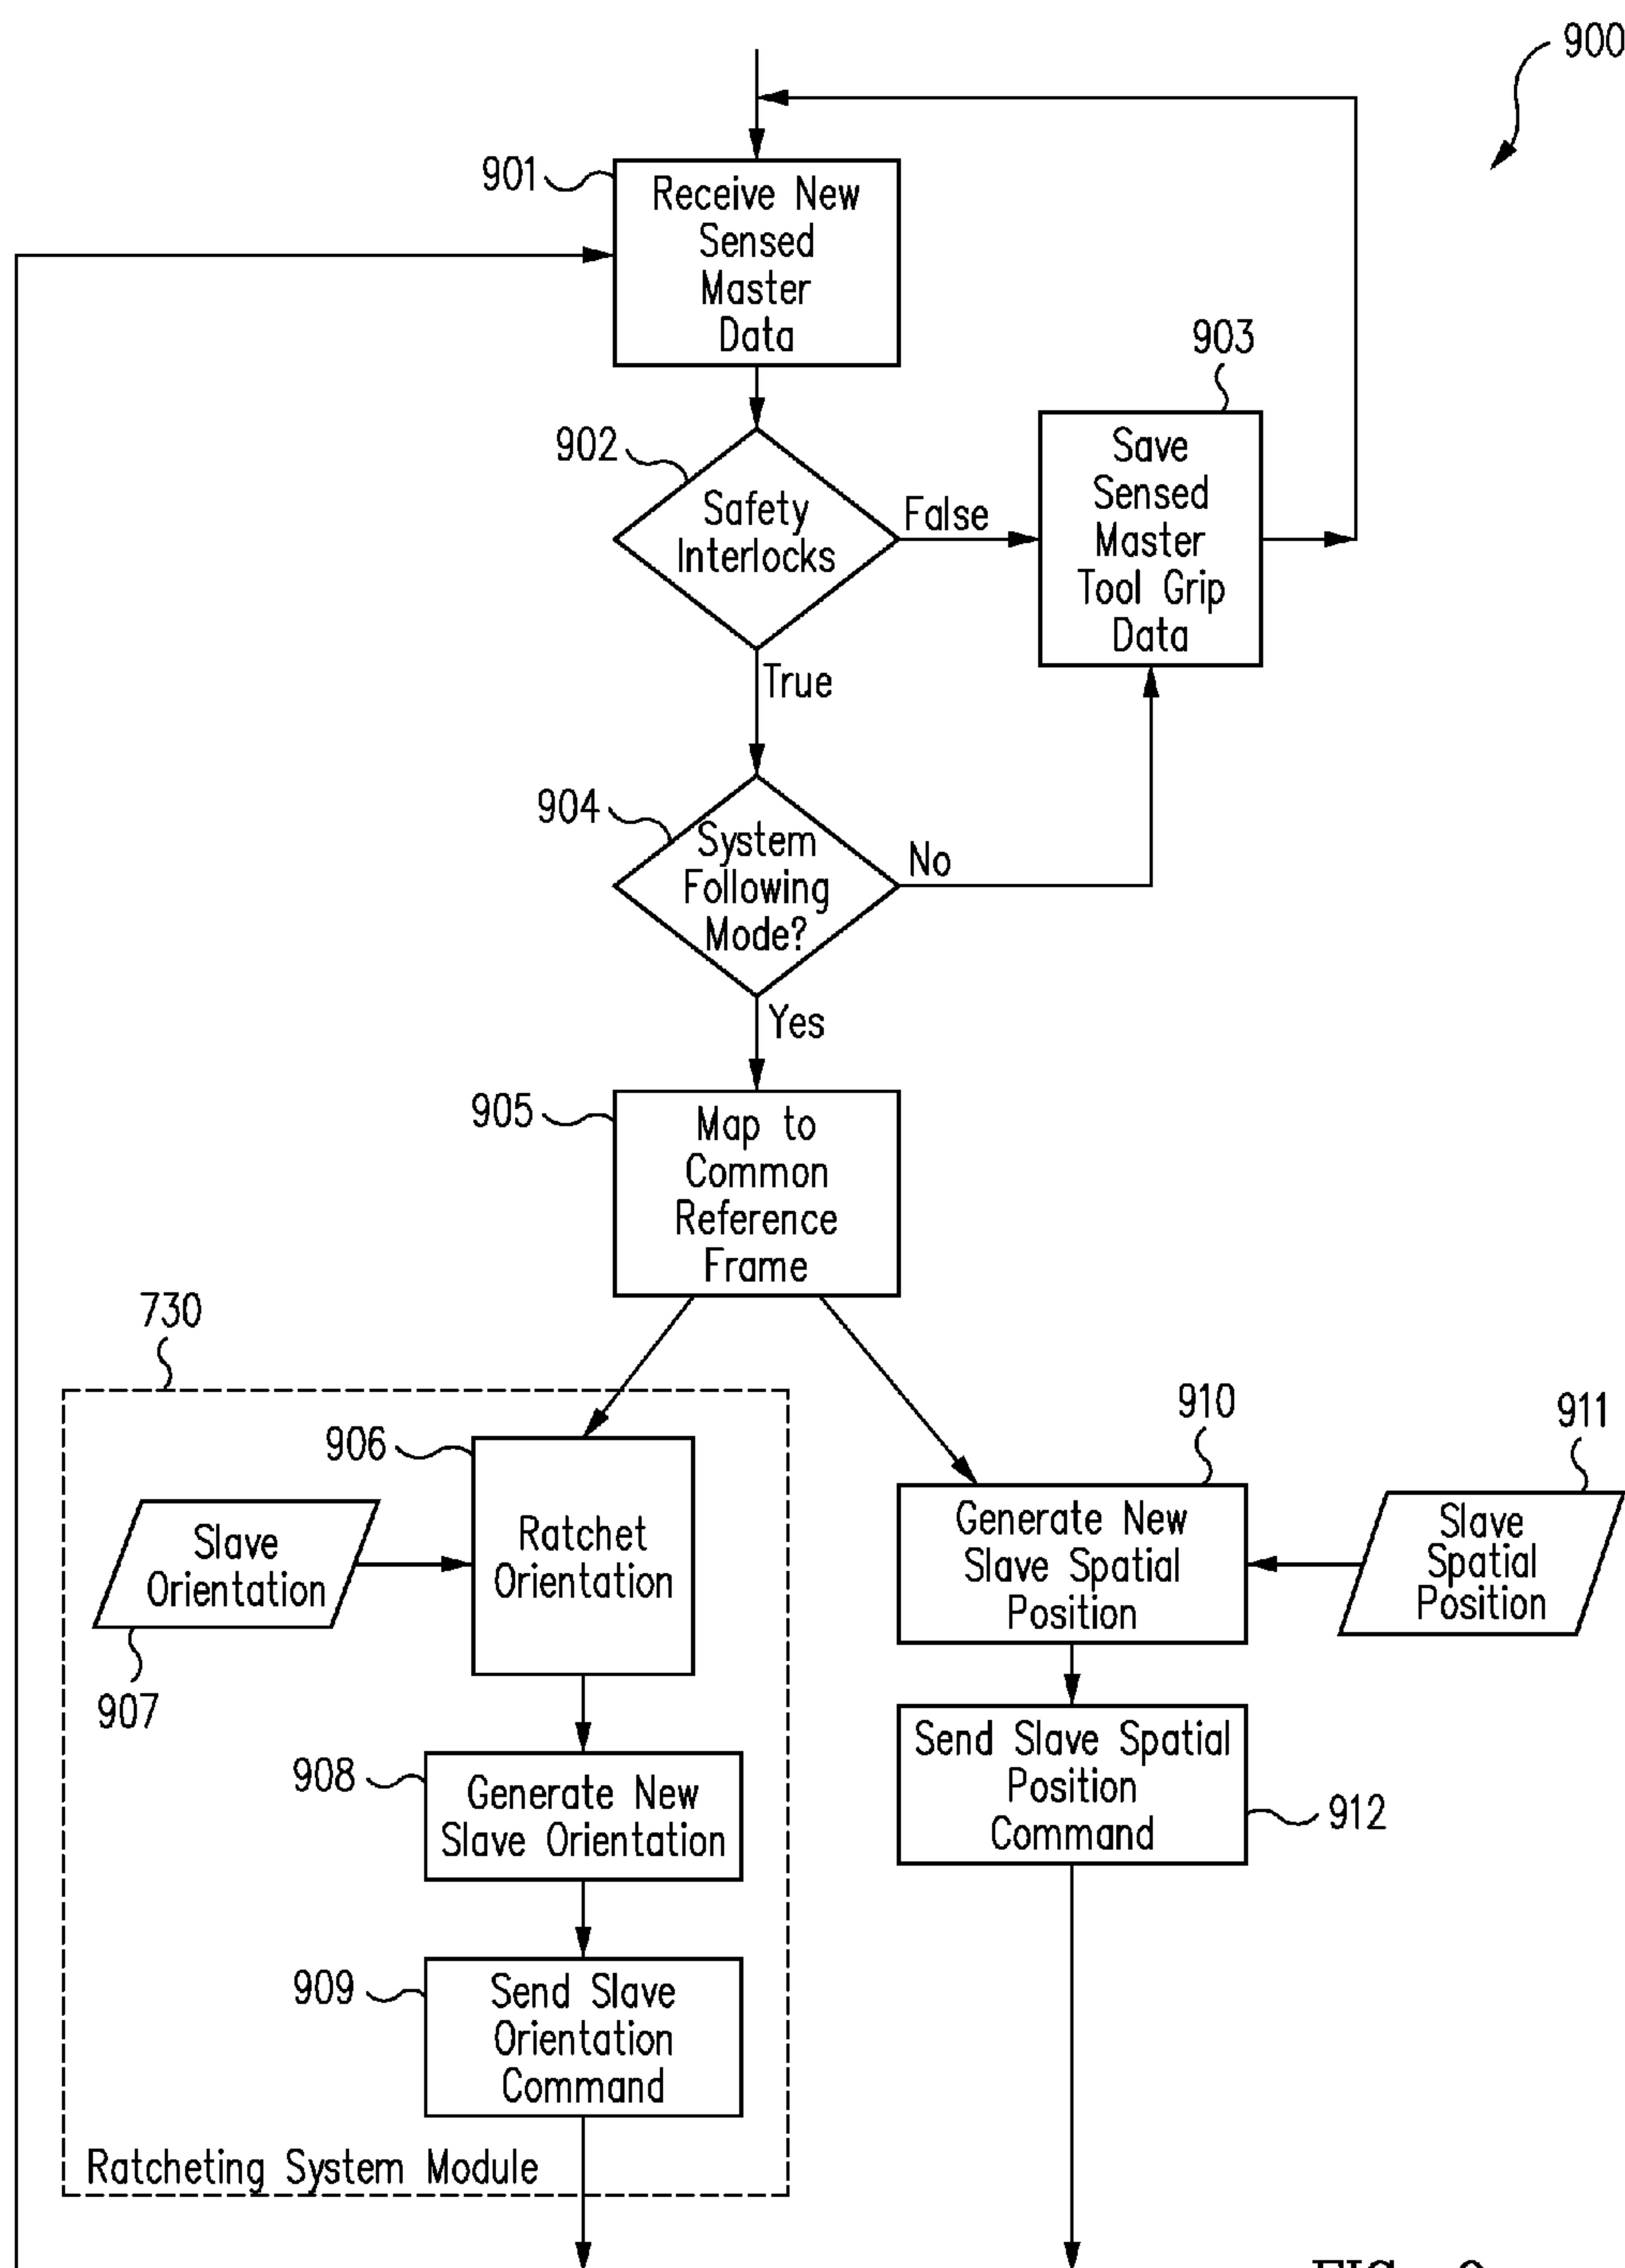 900
901
Receive New
Sensed
Master
Data
903
902
Safety
Interlocks
False
Save
Sensed
Master
Tool Grip
Data
True
904
System
Following
Mode?
No
Yes
905
Map to
Common
Reference
Frame
730
906
Ratchet
Orientation
Slave
Orientation
907
908
Generate New
Slave Orientation
909
Send Slave
Orientation
Command
Ratcheting System Module
910
Generate New
Slave Spatial
Position
911
Slave
Spatial
Position
Send Slave Spatial
Position
Command
912